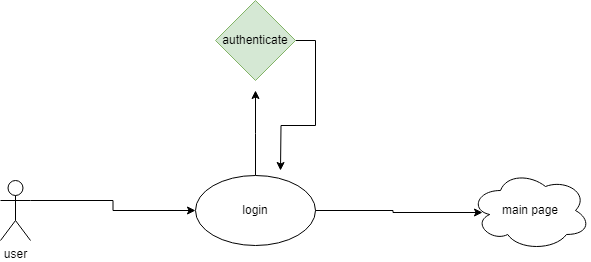 authenticate
login
main page
user